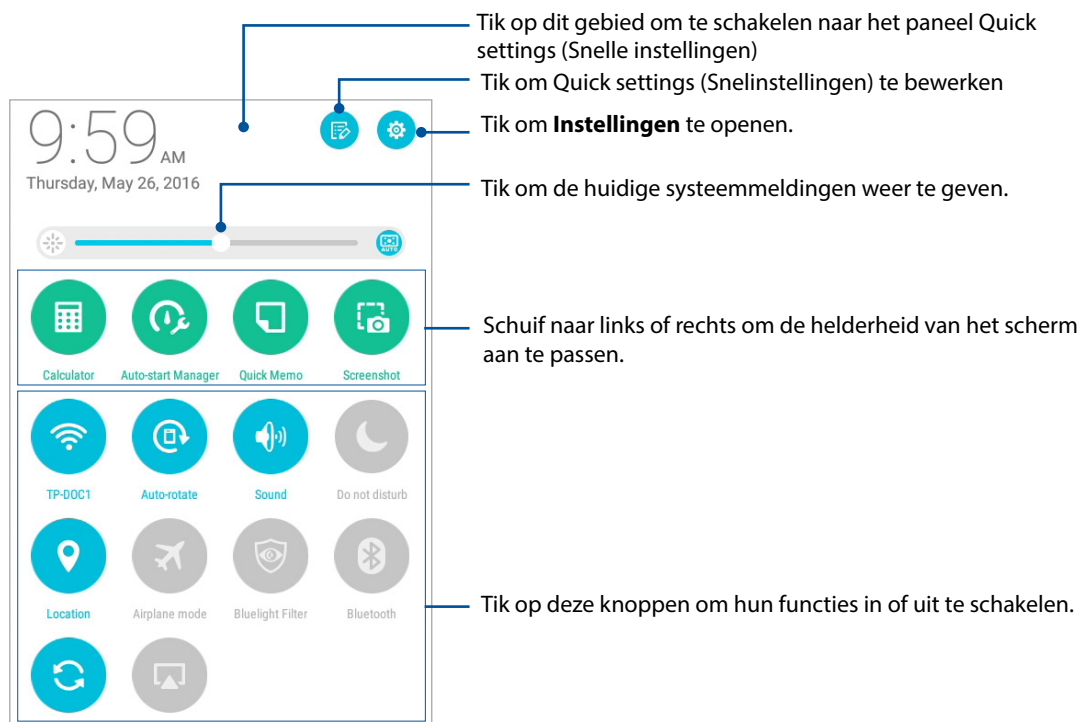 Tik op dit gebied om te schakelen naar het paneel Quick
settings (Snelle instellingen)
Tik om Quick settings (Snelinstellingen) te bewerken
Tik om Instellingen te openen.
9:59 AM
Thursday, May 26, 2016
Tik om de huidige systeemmeldingen weer te geven.
AUTO
Schuif naar links of rechts om de helderheid van het scherm
aan te passen.
Calculator Auto-start Manager Quick Memo Screenshot
TP-DOC1 Auto-rotate Sound Do not disturb
Location Airplane mode Bluelight Filter Bluetooth
Tik op deze knoppen om hun functies in of uit te schakelen.